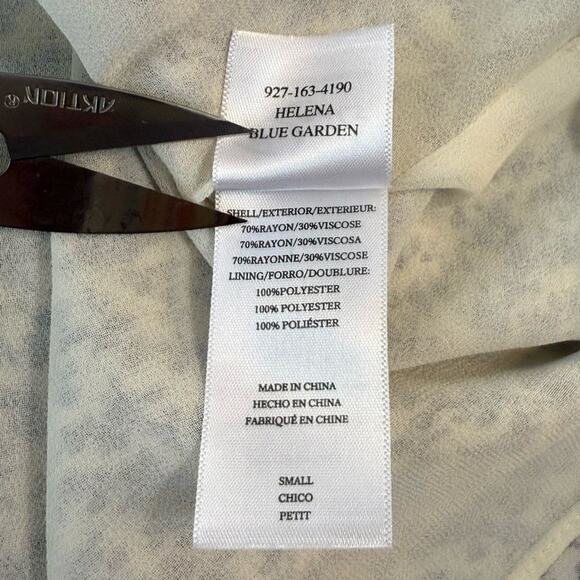 AKTION®
927-163-4190
HELENA
BLUE GARDEN
SHELL/EXTERIOR/EXTERIEUR:
70%RAYON/30%VISCOSE
70%RAYON/30%VISCOSA
70%RAYONNE/30%VISCOSE
LINING/FORRO/DOUBLURE:
100%POLYESTER
100% POLYESTER
100% POLIÉSTER
MADE IN CHINA
HECHO EN CHINA
FABRIQUÉ EN CHINE
SMALL
CHICO
PETIT